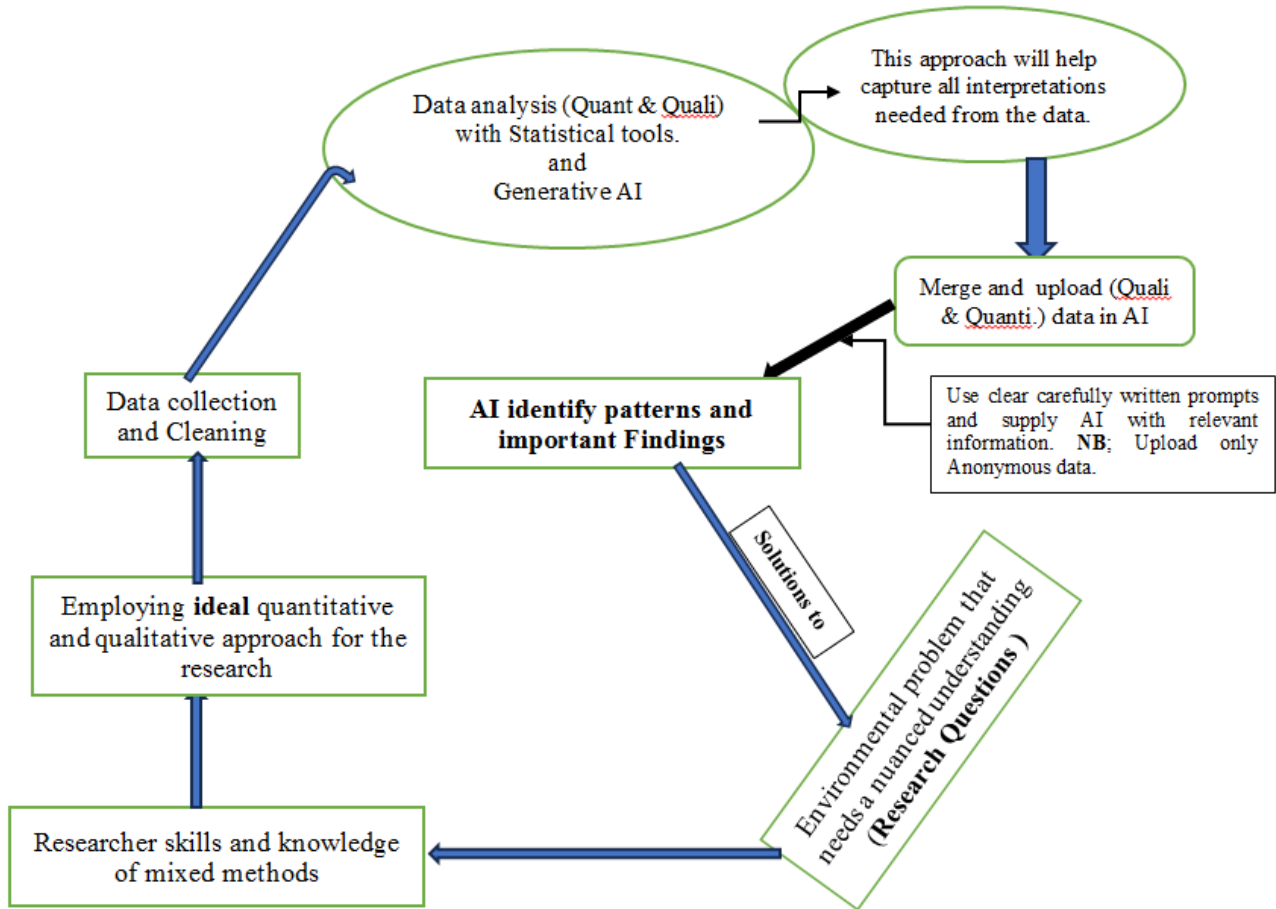 Data analysis (Quant & Quali)
with Statistical tools.
and
Generative AI
This approach will help
capture all interpretations
needed from the data.
Merge and upload (Quali
& Quanti.) data in AI
Use clear carefully written prompts
and supply AI with relevant
information. NB; Upload only
Anonymous data.
AI identify patterns and
important Findings
Solutions to
Environmental problem that
needs a nuanced understanding
(Research Questions )
Researcher skills and knowledge
of mixed methods
Employing ideal quantitative
and qualitative approach for the
research
Data collection
and Cleaning